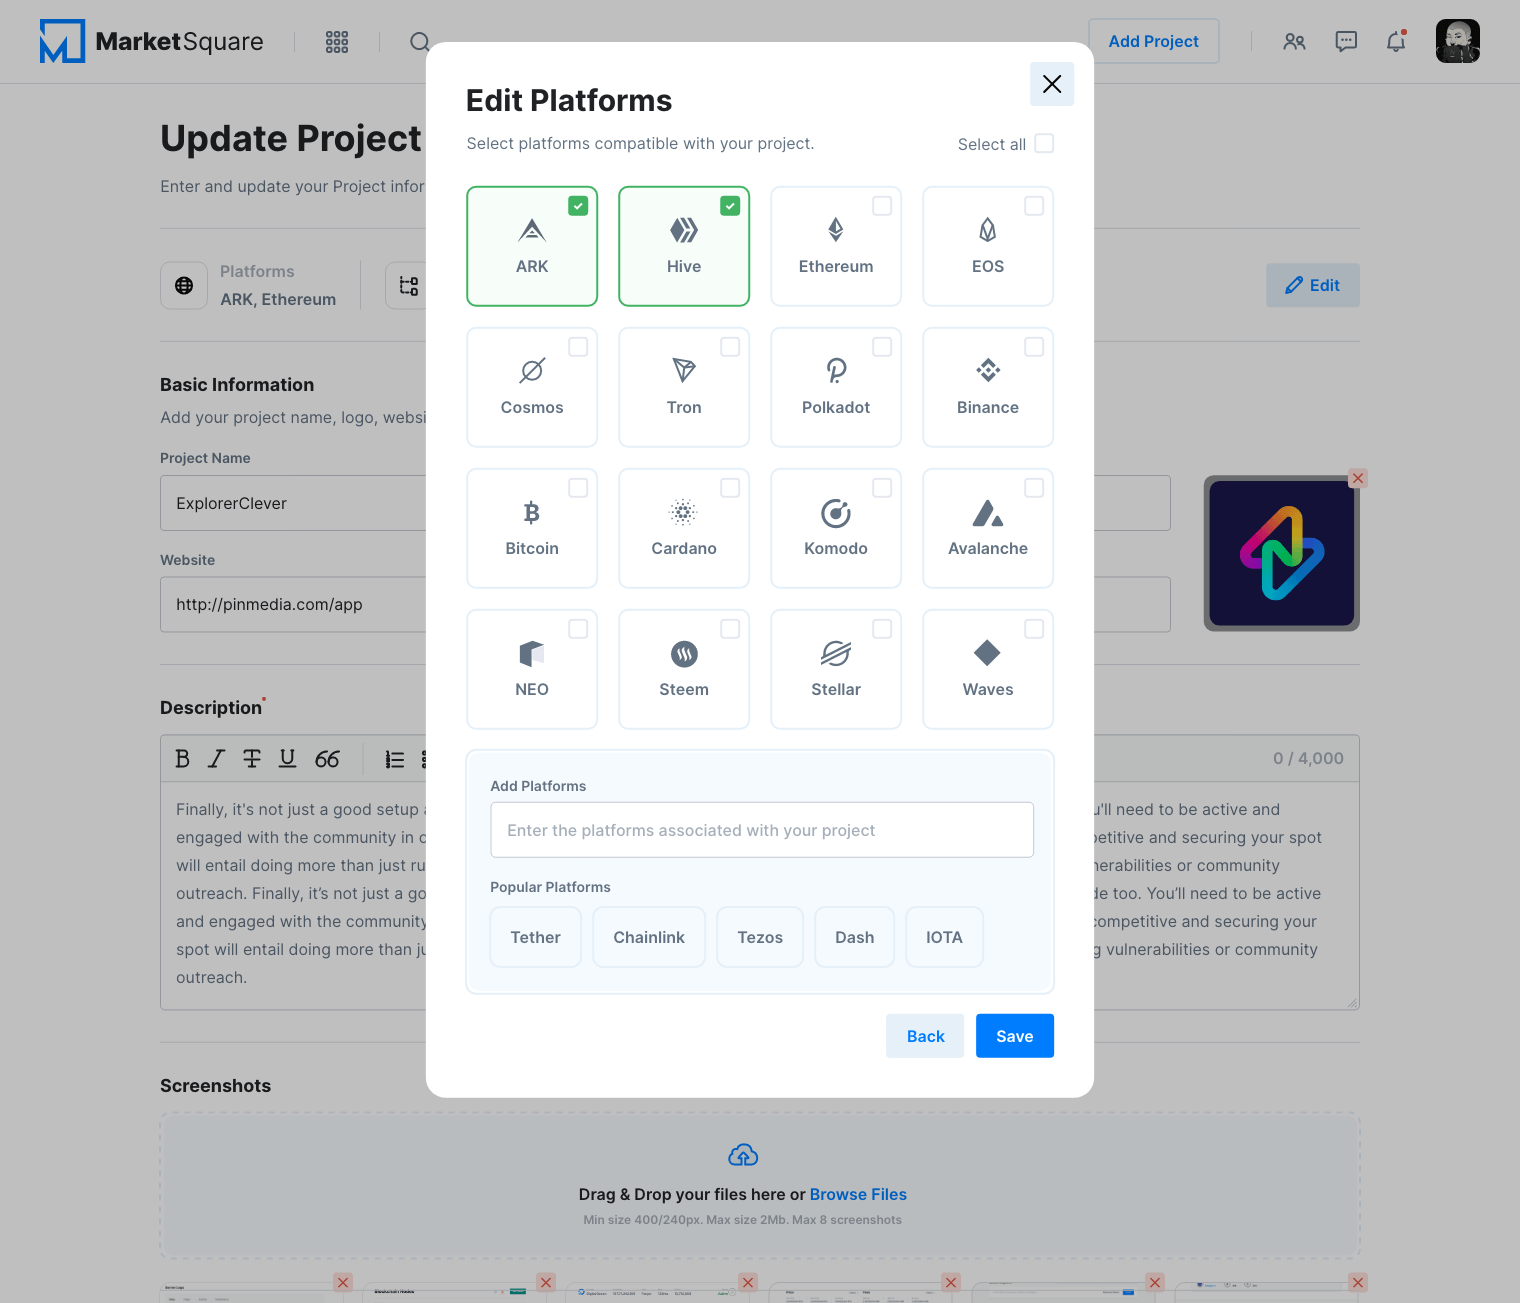 MarketSquare
Add Project
Update Project
Enter and update your Project infor
Platforms
ARK, Ethereum
Edit
Basic Information
Add your project name, logo, websi
Project Name
ExplorerClever
Website
http://pinmedia.com/app
Description*
B I T U 66
0 / 4,000
Finally, it's not just a good setup
engaged with the community in
will entail doing more than just ru
outreach. Finally, it's not just a go
and engaged with the community
spot will entail doing more than ju
outreach.
u'll need to be active and
petitive and securing your spot
nerabilities or community
de too. You'll need to be active
competitive and securing your
g vulnerabilities or community
Edit Platforms
Select platforms compatible with your project.
Select all
ARK
Hive
Ethereum
EOS
Cosmos
Tron
Polkadot
Binance
Bitcoin
Cardano
Komodo
Avalanche
NEO
Steem
Stellar
Waves
Add Platforms
Enter the platforms associated with your project
Popular Platforms
Tether
Chainlink
Tezos
Dash
IOTA
Back
Save
Screenshots
Drag & Drop your files here or Browse Files
Min size 400/240px. Max size 2Mb. Max 8 screenshots